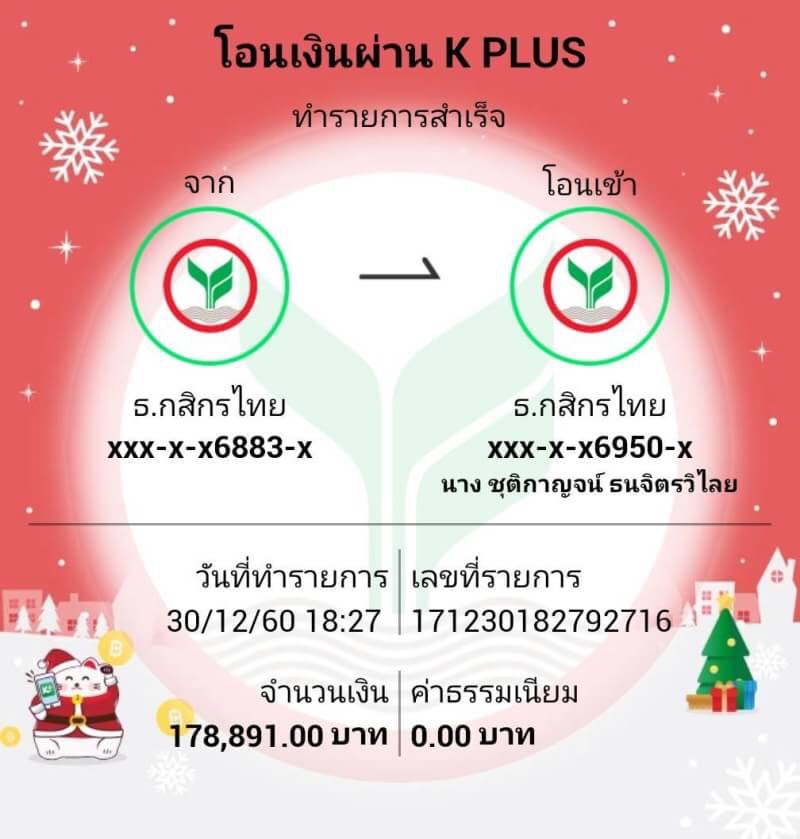 โอนเงินผ่าน K PLUS
ทำรายการสำเร็จ
จาก
ธ.กสิกรไทย
xxx-x-x6883-x
โอนเข้า
ธ.กสิกรไทย
xxx-x-x6950-x
นาง ชุติกาญจน์ ธนจิตรวิไลย
วันที่ทำรายการ
30/12/60 18:27
เลขที่รายการ
171230182792716
จำนวนเงิน
178,891.00 บาท
ค่าธรรมเนียม
0.00 บาท